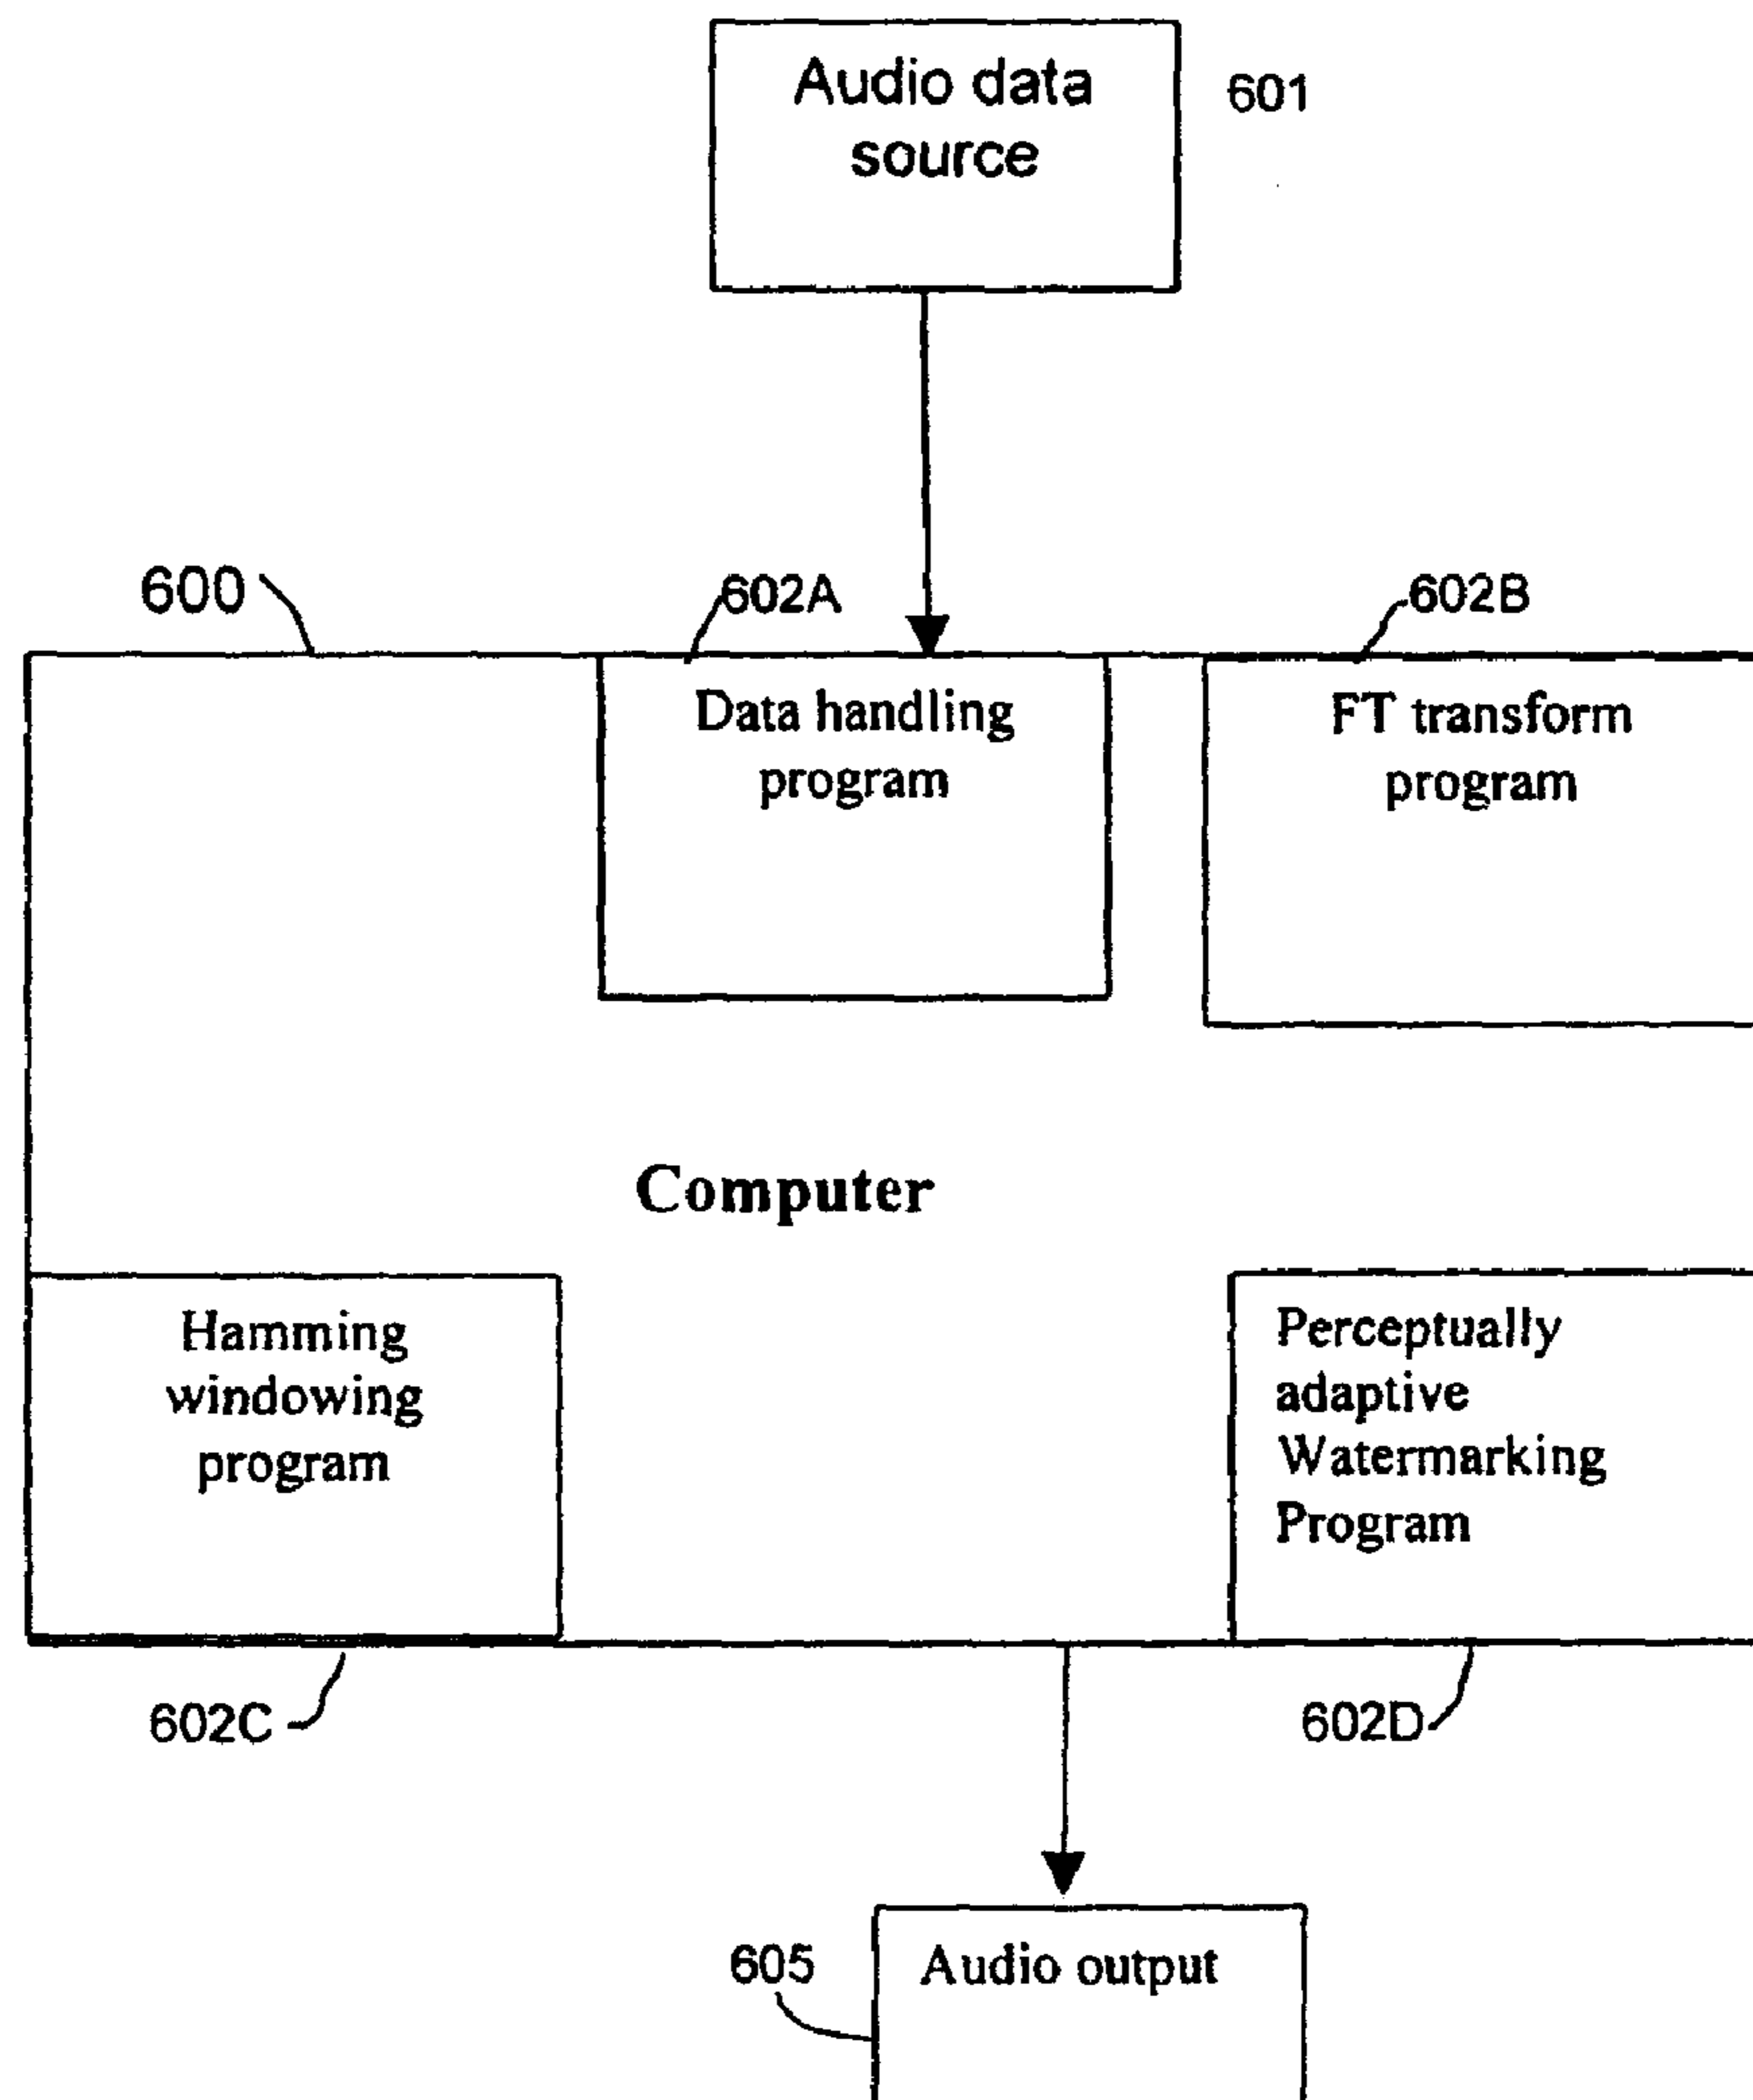 Audio data
source
601
600
602A
602B
Data handling
program
FT transform
program
Computer
Hamming
windowing
program
Perceptually
adaptive
Watermarking
Program
602C
602D
605
Audio output